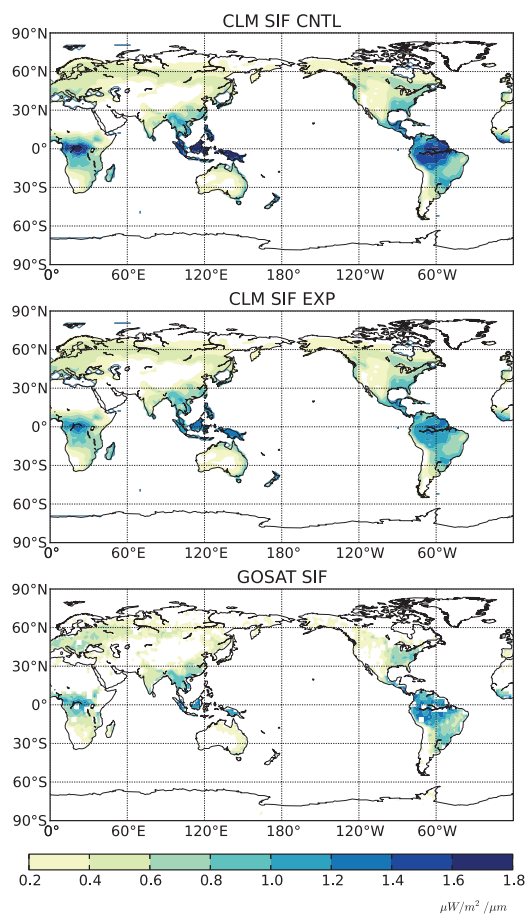 CLM SIF CNTL
90°N
60°N
30°N
0°
30°S
60°S
90°S
0° 60°E 120°E 180° 120°W 60°W
CLM SIF EXP
90°N
60°N
30°N
0°
30°S
60°S
90°S
0° 60°E 120°E 180° 120°W 60°W
GOSAT SIF
90°N
60°N
30°N
0°
30°S
60°S
90°S
0° 60°E 120°E 180° 120°W 60°W
0.2 0.4 0.6 0.8 1.0 1.2 1.4 1.6 1.8
μW/m² /μm